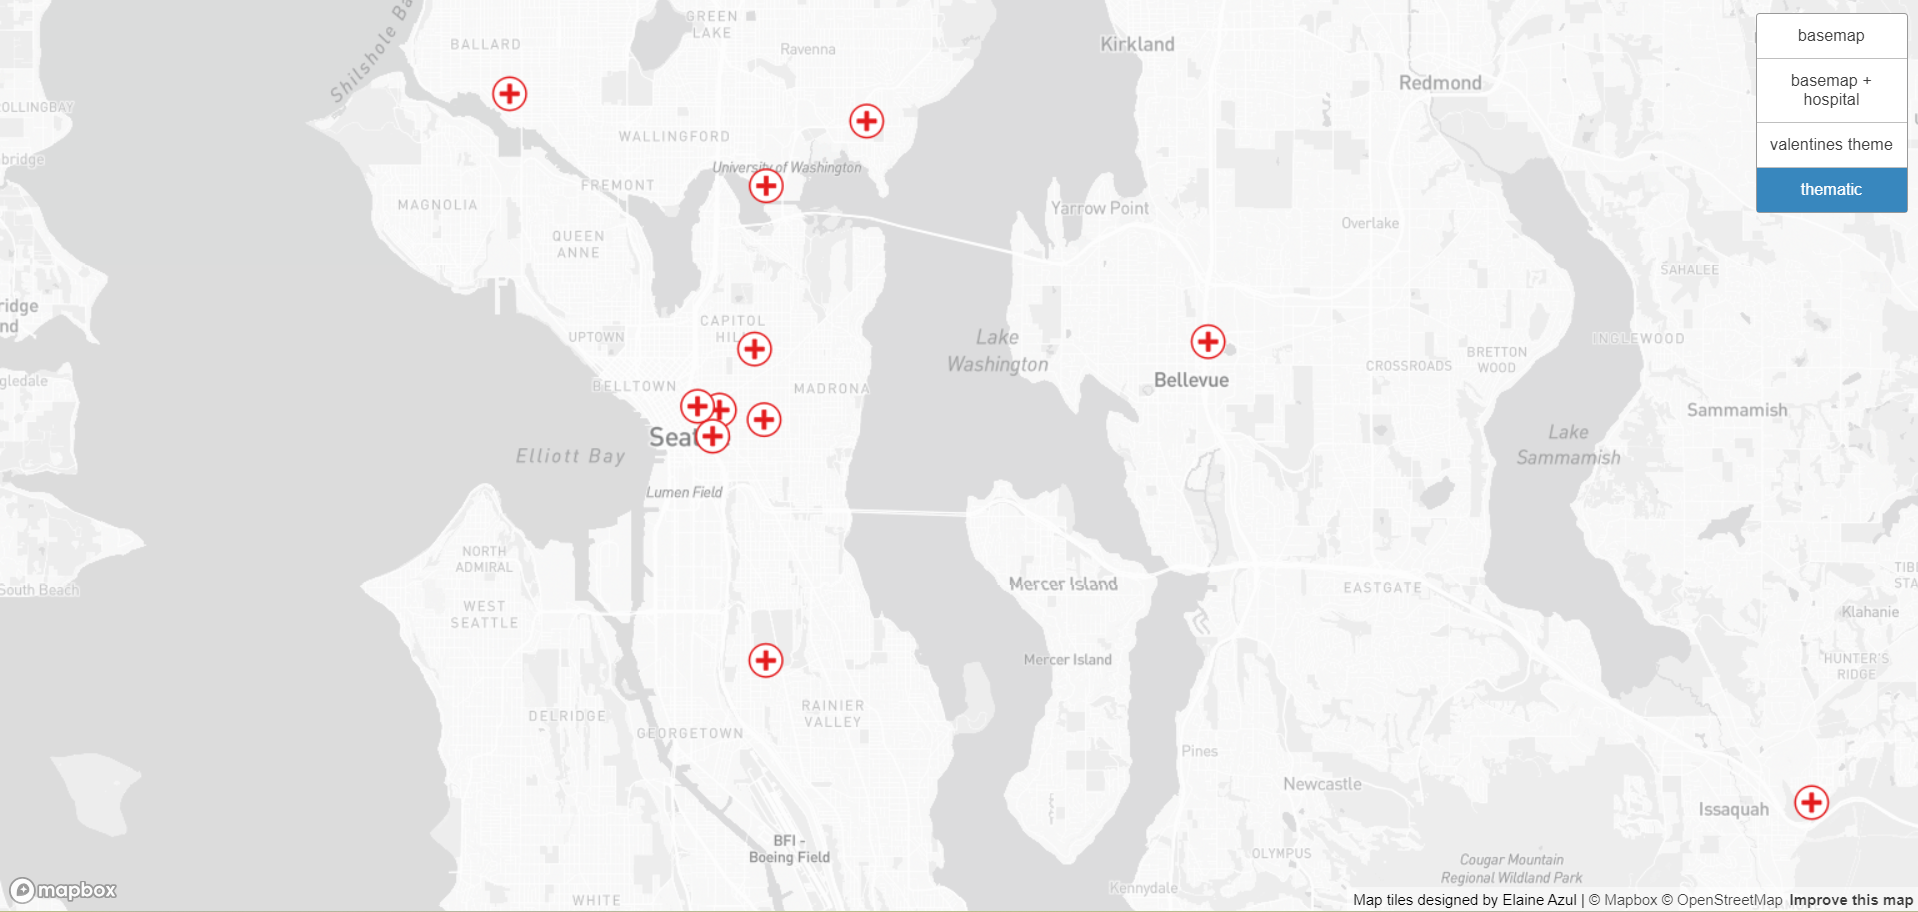 Shilshole Ba
GREEN
LAKE
BALLARD
Ravenna
Kirkland
Redmond
basemap
basemap +
hospital
valentines theme
thematic
ROLLINGBAY
WALLINGFORD
bridge
University of Washington
FREMONT
MAGNOLIA
Yarrow Point
Overlake
QUEEN
ANNE
SAHALEE
ridge
nd
CAPITOL
HIL
UPTOWN
Lake
Washington
INGLEWOOD
BRETTON
WOOD
CROSSROADS
gledale
BELLTOWN
MADRONA
Bellevue
Sammamish
Seat
Elliott Bay
Lake
Sammamish
Lumen Field
NORTH
ADMIRAL
South Beach
Mercer Island
EASTGATE
TIB
STA
WEST
SEATTLE
Klahanie
Mercer Island
HUNTER'S
RIDGE
DELRIDGE
RAINIER
VALLEY
GEORGETOWN
Pines
Newcastle
Issaquah
BFI -
Boeing Field
OLYMPUS
Cougar Mountain
Regional Wildland Park
Kennydale
mapbox
WHITE
Map tiles designed by Elaine Azul | © Mapbox © OpenStreetMap Improve this map